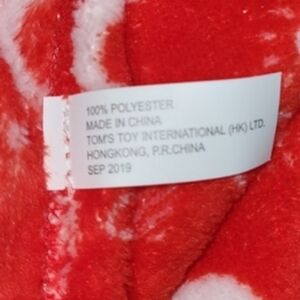 100% POLYESTER
MADE IN CHINA
TOM'S TOY INTERNATIONAL (HK) LTD.
HONGKONG, P.R,CHINA
SEP 2019